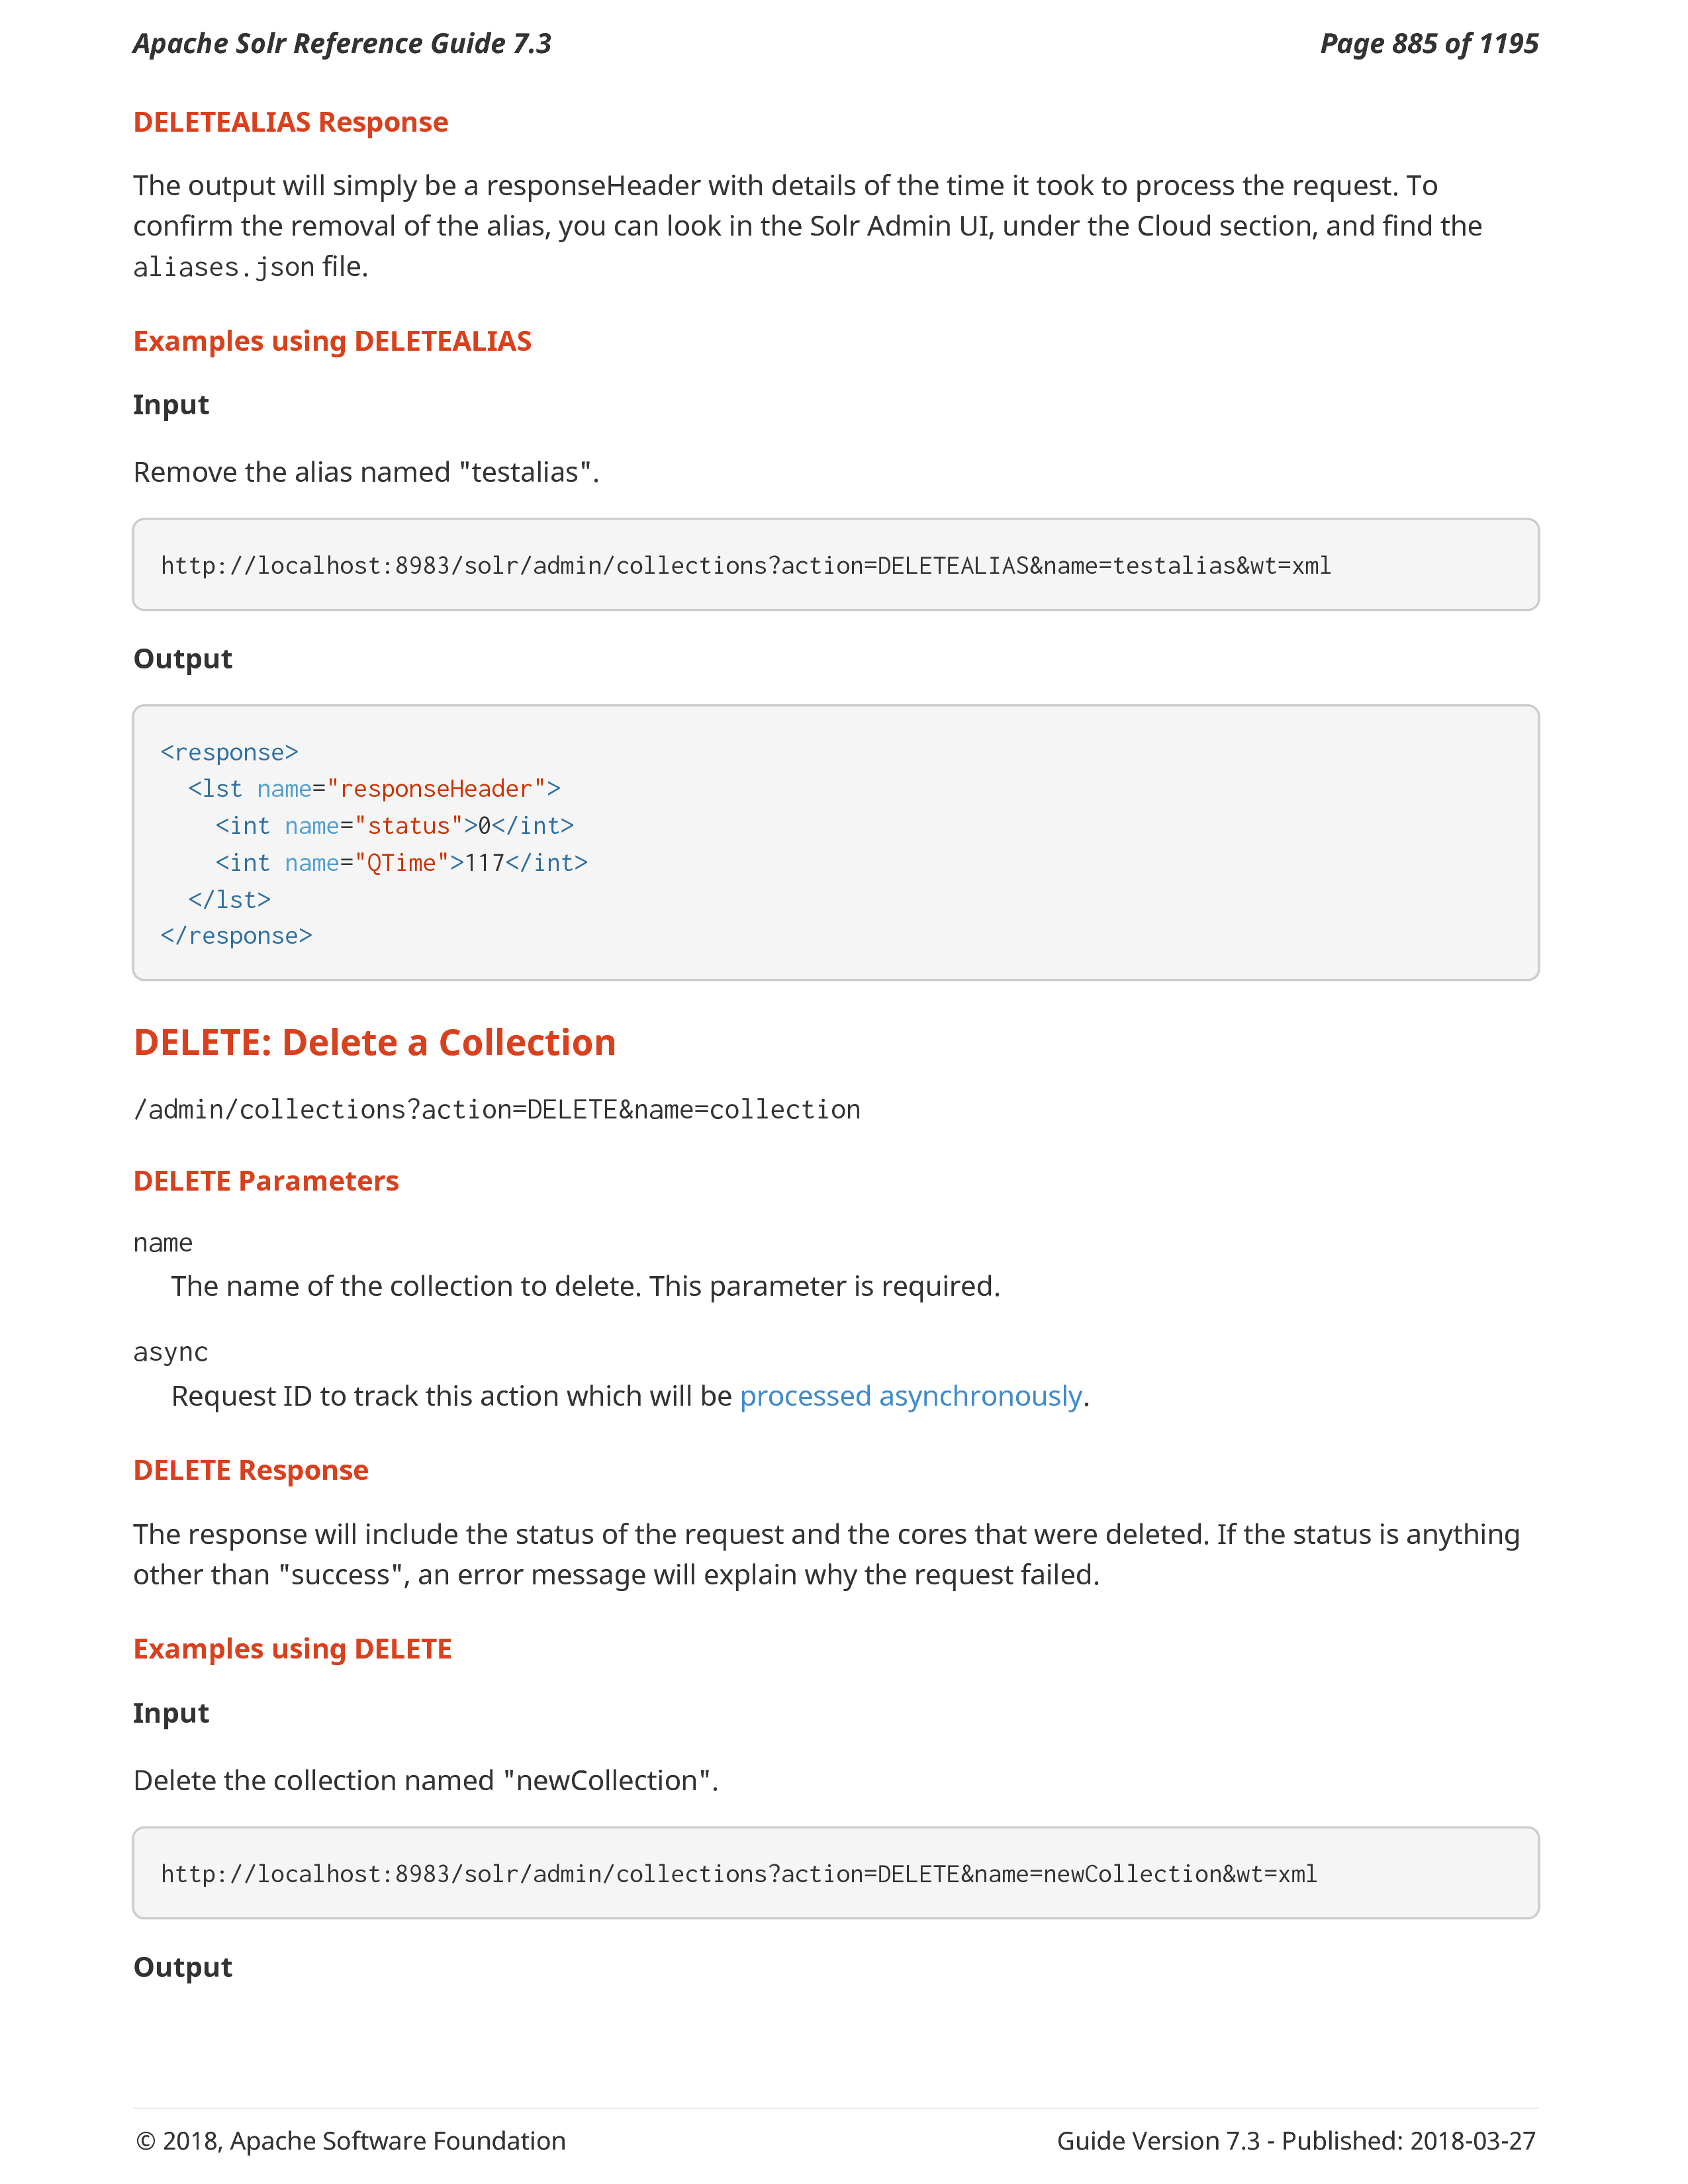 Apache Solr Reference Guide 7.3
Page 885 of 1195
DELETEALIAS Response
The output will simply be a responseHeader with details of the time it took to process the request. To
confirm the removal of the alias, you can look in the Solr Admin UI, under the Cloud section, and find the
aliases.json file.
Examples using DELETEALIAS
Input
Remove the alias named "testalias".
http://localhost:8983/solr/admin/collections?action=DELETEALIAS&name=testalias&wt=xml
Output
<response>
  <lst name="responseHeader">
    <int name="status">0</int>
    <int name="QTime">117</int>
  </lst>
</response>
DELETE: Delete a Collection
/admin/collections?action=DELETE&name=collection
DELETE Parameters
name
The name of the collection to delete. This parameter is required.
async
Request ID to track this action which will be processed asynchronously.
DELETE Response
The response will include the status of the request and the cores that were deleted. If the status is anything
other than "success", an error message will explain why the request failed.
Examples using DELETE
Input
Delete the collection named "newCollection".
http://localhost:8983/solr/admin/collections?action=DELETE&name=newCollection&wt=xml
Output
© 2018, Apache Software Foundation
Guide Version 7.3 - Published: 2018-03-27